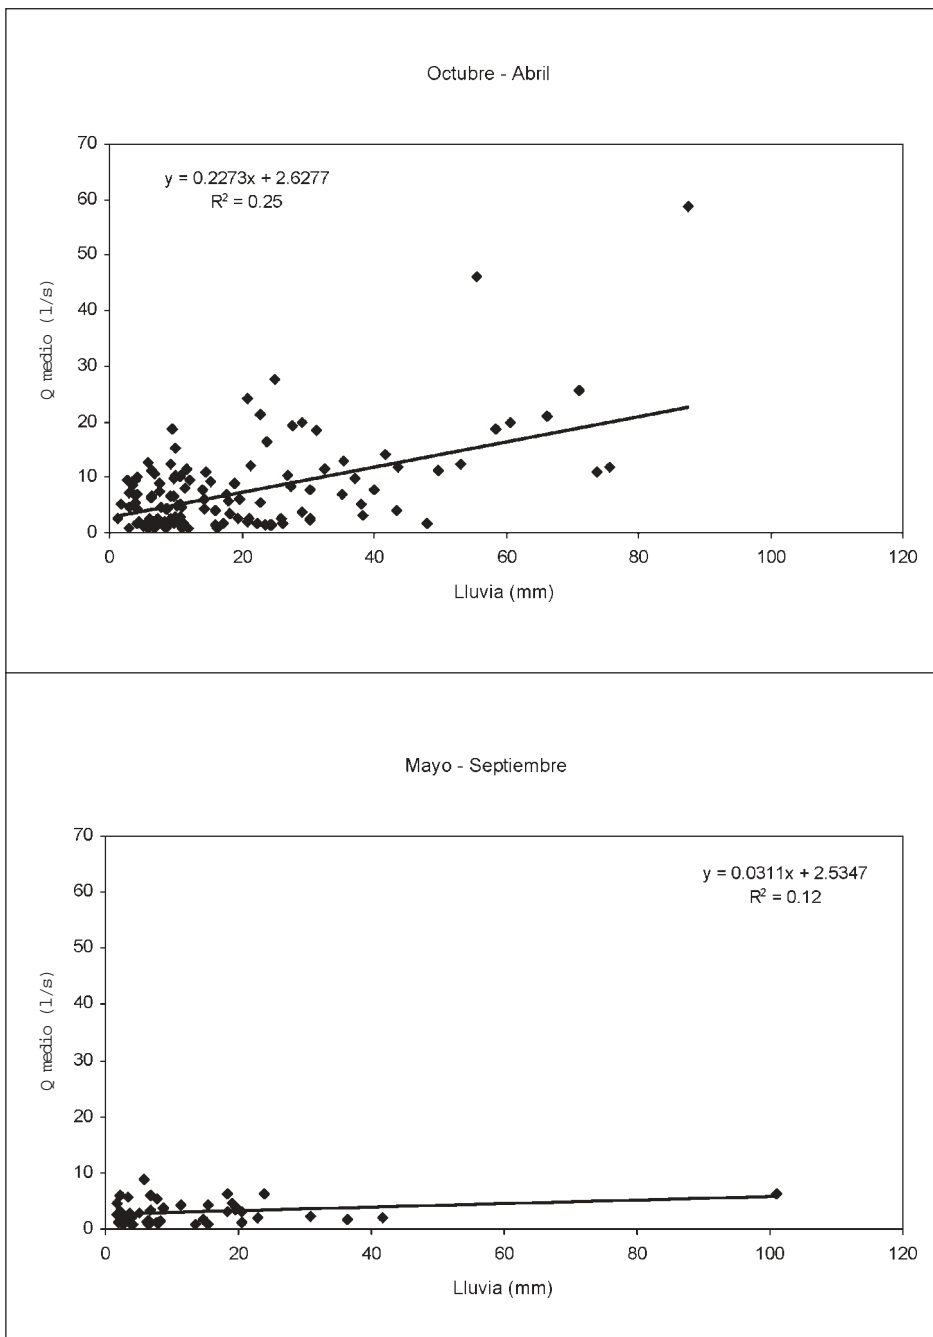 Octubre - Abril
70
60
50
40
30
20
10
0
Q medio (l/s)
y = 0.2273x + 2.6277
R² = 0.25
0 20 40 60 80 100 120
Lluvia (mm)
Mayo - Septiembre
70
60
50
40
30
20
10
0
Q medio (l/s)
y = 0.0311x + 2.5347
R² = 0.12
0 20 40 60 80 100 120
Lluvia (mm)